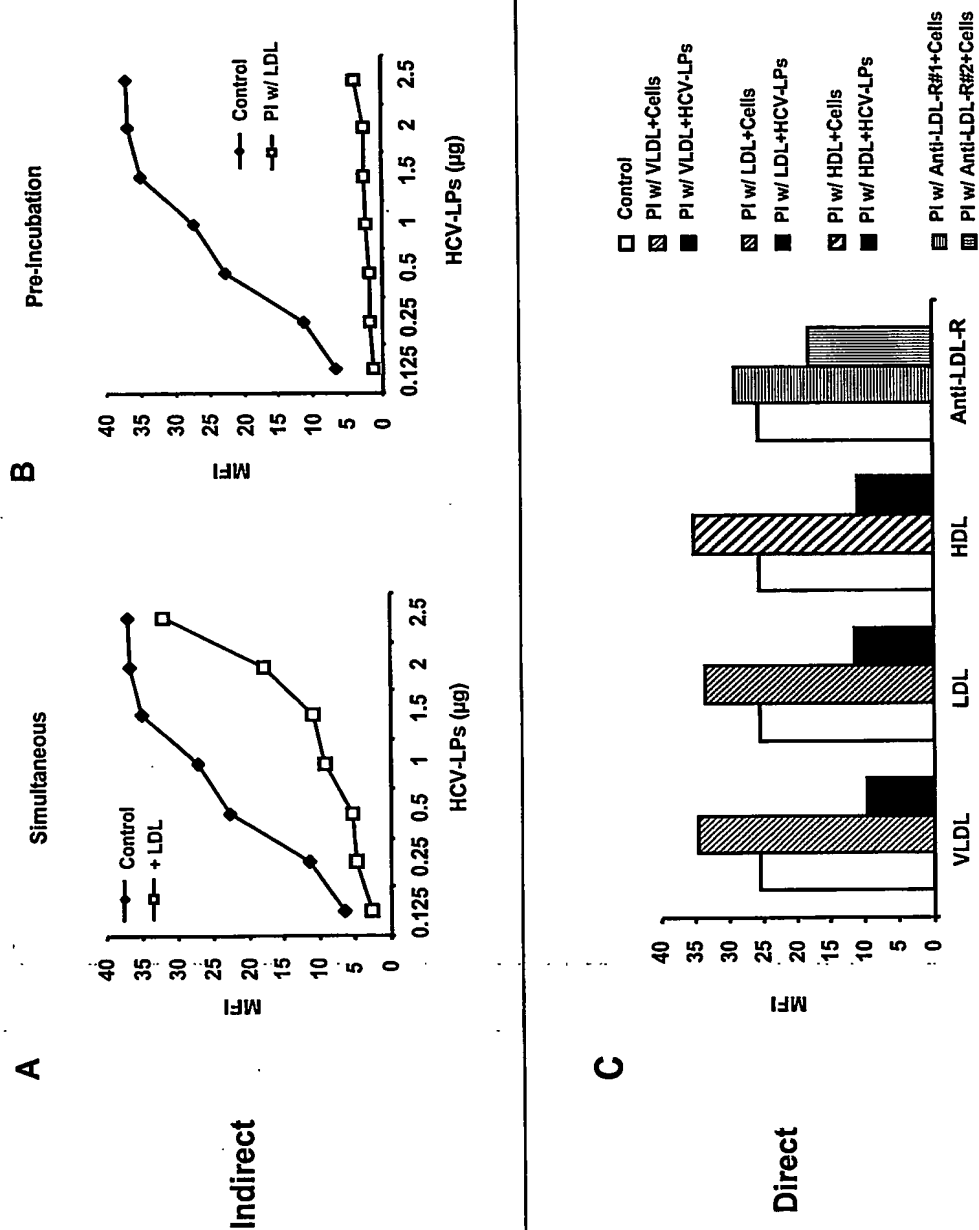 Indirect
A
Simultaneous
Control
+ LDL
MFI
40
35
30
25
20
15
10
5
0
0.125 0.25 0.5 1 1.5 2 2.5
HCV-LPs (µg)
B
Pre-incubation
Control
PI w/ LDL
MFI
40
35
30
25
20
15
10
5
0
0.125 0.25 0.5 1 1.5 2 2.5
HCV-LPs (µg)
Direct
C
MFI
40
35
30
25
20
15
10
5
0
VLDL LDL HDL Anti-LDL-R
Control
PI w/ VLDL+Cells
PI w/ VLDL+HCV-LPs
PI w/ LDL+Cells
PI w/ LDL+HCV-LPs
PI w/ HDL+Cells
PI w/ HDL+HCV-LPs
PI w/ Anti-LDL-R#1+Cells
PI w/ Anti-LDL-R#2+Cells